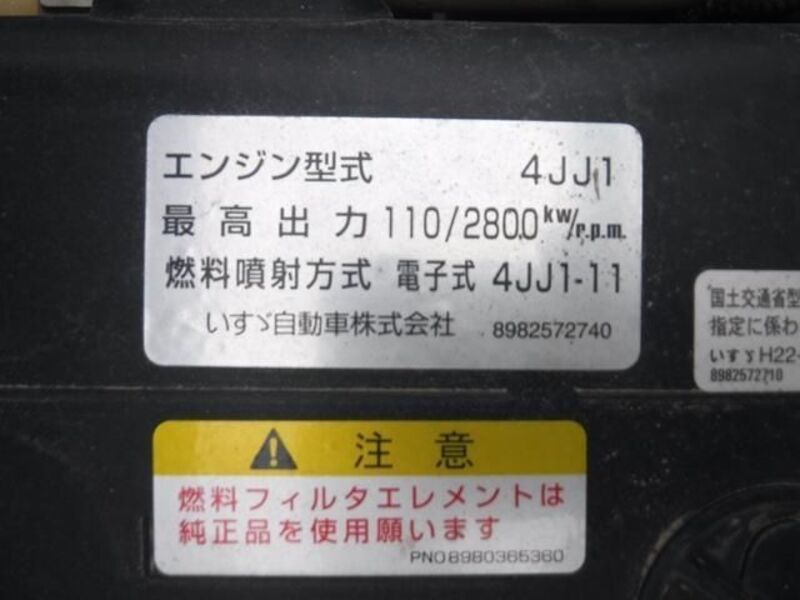 エンジン型式 4JJ1
最高出力 110/2800 kw/r.p.m.
燃料噴射方式 電子式 4JJ1-11
いすゞ自動車株式会社 8982572740
国土交通省型
指定に係わ
いすゞH22-
8982572710
注意
燃料フィルタエレメントは
純正品を使用願います
PNO8980365360